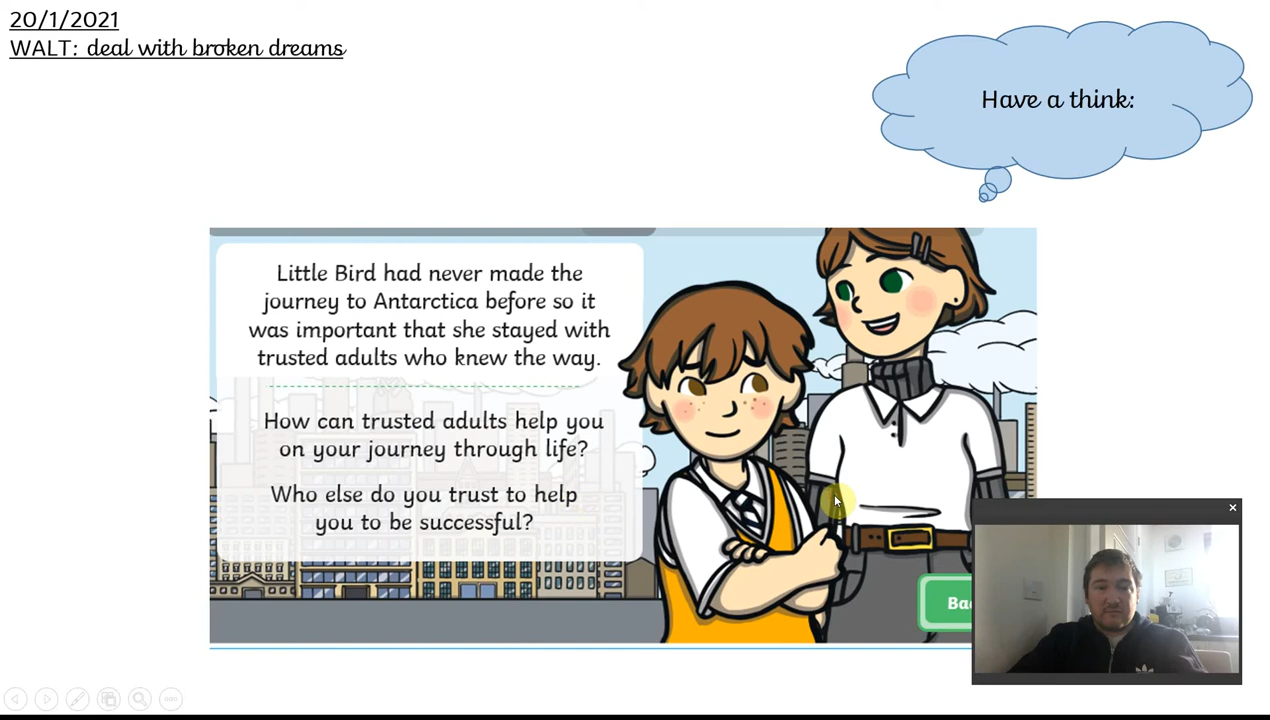 20/1/2021
WALT: deal with broken dreams
Have a think:
Little Bird had never made the
journey to Antarctica before so it
was important that she stayed with
trusted adults who knew the way.
How can trusted adults help you
on your journey through life?
Who else do you trust to help
you to be successful?